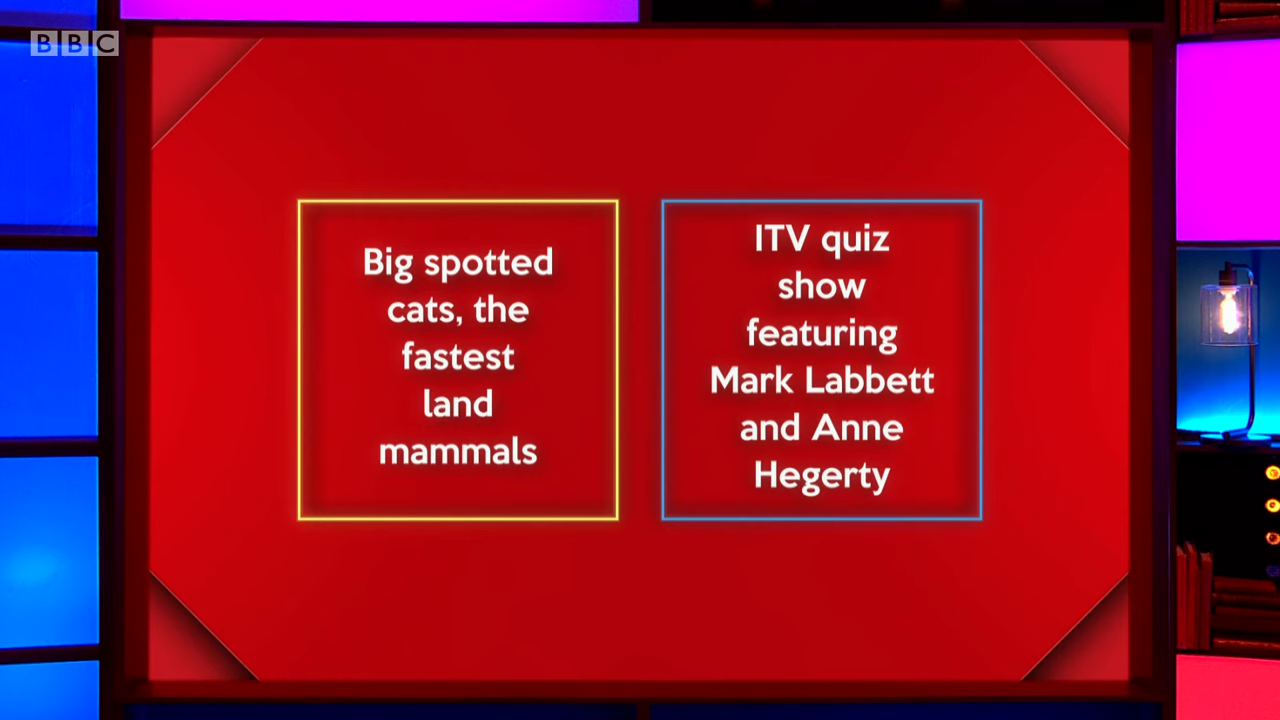 BBC
Big spotted
cats, the
fastest
land
mammals
ITV quiz
show
featuring
Mark Labbett
and Anne
Hegerty